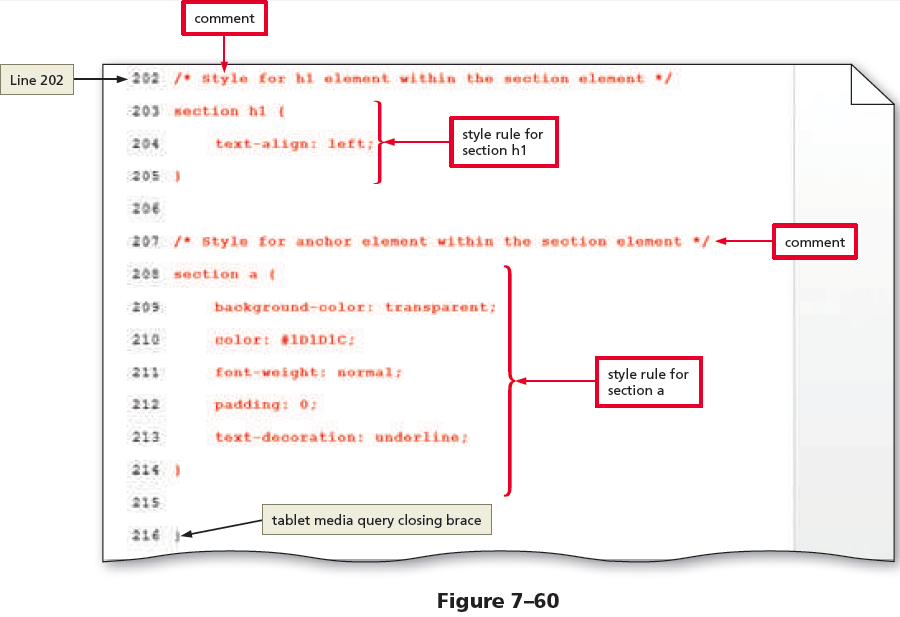 comment
Line 202
202 /* Style for h1 element within the section element */
203 section h1 {
204 text-align: left;
style rule for
section h1
205 }
206
207 /* Style for anchor element within the section element */
comment
208 section a {
209 background-color: transparent;
210 color: #1D1D1C;
211 font-weight: normal;
style rule for
section a
212 padding: 0;
213 text-decoration: underline;
214 }
215
tablet media query closing brace
216 }
Figure 7–60